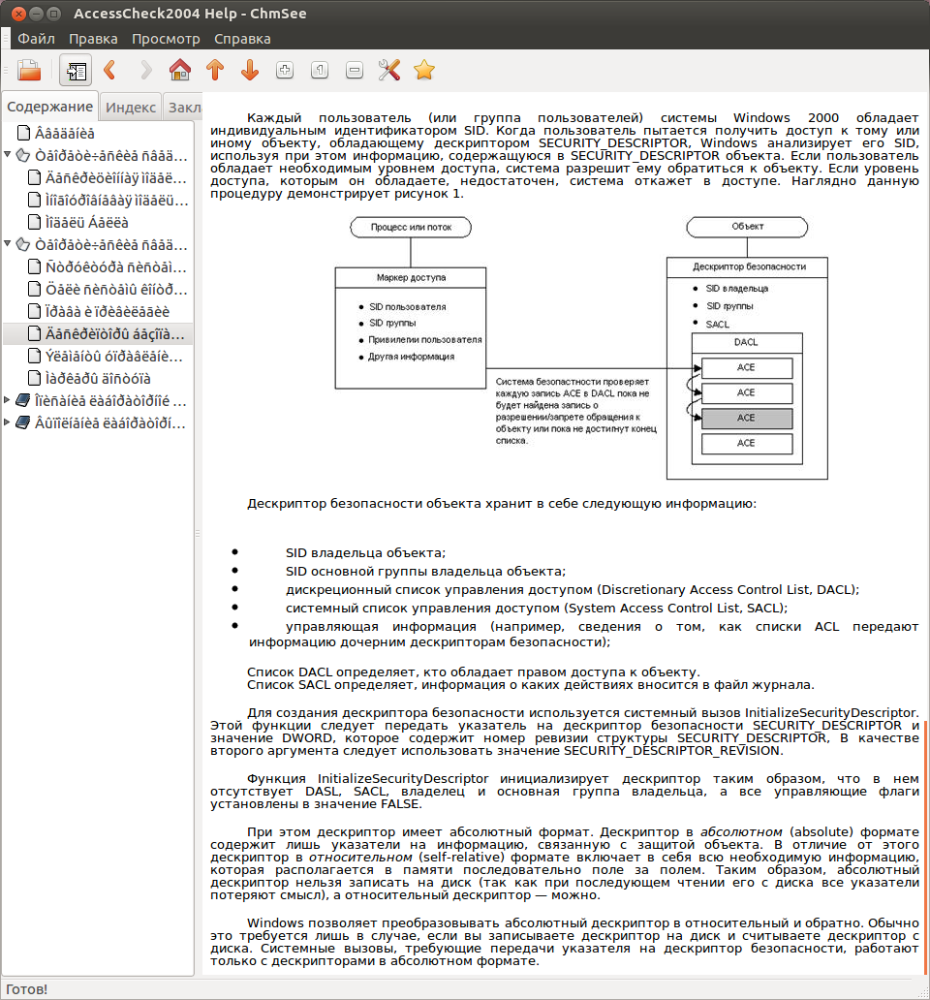 AccessCheck2004 Help - ChmSee
Файл Правка Просмотр Справка
Содержание Индекс Закл
Ââåäåíèå
Òåîðåòè÷åñêèå ñâåä...
Äèñêðåöèîííàÿ ìîäåë...
Ìîäåëü Áåëëà
Òåîðåòè÷åñêèå ñâåä...
Ñòðóêòóðà ñèñòåì...
Öåëè ñèñòåìû êîíòð...
Ïðàâà è ïðèâèëåãèè
Äåñêðèïòîðû áåçîïà...
Ýëåìåíòû óïðàâëåíè...
Ìàðêåðû äîñòóïà
Îïèñàíèå ëàáîðàòîðíîé ...
Âûïîëíåíèå ëàáîðàòîðí...
Каждый пользователь (или группа пользователей) системы Windows 2000 обладает
индивидуальным идентификатором SID. Когда пользователь пытается получить доступ к тому или
иному объекту, обладающему дескриптором SECURITY_DESCRIPTOR, Windows анализирует его SID,
используя при этом информацию, содержащуюся в SECURITY_DESCRIPTOR объекта. Если пользователь
обладает необходимым уровнем доступа, система разрешит ему обратиться к объекту. Если уровень
доступа, которым он обладаете, недостаточен, система откажет в доступе. Наглядно данную
процедуру демонстрирует рисунок 1.
Процесс или поток
Маркер доступа
• SID пользователя
• SID группы
• Привилегии пользователя
• Другая информация
Система безопастности проверяет
каждую запись ACE в DACL пока не
будет найдена запись о
разрешении/запрете обращения к
объекту или пока не достигнут конец
списка.
Объект
Дескриптор безопасности
• SID владельца
• SID группы
• SACL
DACL
ACE
ACE
ACE
ACE
Дескриптор безопасности объекта хранит в себе следующую информацию:
• SID владельца объекта;
• SID основной группы владельца объекта;
• дискреционный список управления доступом (Discretionary Access Control List, DACL);
• системный список управления доступом (System Access Control List, SACL);
• управляющая информация (например, сведения о том, как списки ACL передают
информацию дочерним дескрипторам безопасности);
Список DACL определяет, кто обладает правом доступа к объекту.
Список SACL определяет, информация о каких действиях вносится в файл журнала.
Для создания дескриптора безопасности используется системный вызов InitializeSecurityDescriptor.
Этой функции следует передать указатель на дескриптор безопасности SECURITY_DESCRIPTOR и
значение DWORD, которое содержит номер ревизии структуры SECURITY_DESCRIPTOR, В качестве
второго аргумента следует использовать значение SECURITY_DESCRIPTOR_REVISION.
Функция InitializeSecurityDescriptor инициализирует дескриптор таким образом, что в нем
отсутствует DASL, SACL, владелец и основная группа владельца, а все управляющие флаги
установлены в значение FALSE.
При этом дескриптор имеет абсолютный формат. Дескриптор в абсолютном (absolute) формате
содержит лишь указатели на информацию, связанную с защитой объекта. В отличие от этого
дескриптор в относительном (self-relative) формате включает в себя всю необходимую информацию,
которая располагается в памяти последовательно поле за полем. Таким образом, абсолютный
дескриптор нельзя записать на диск (так как при последующем чтении его с диска все указатели
потеряют смысл), а относительный дескриптор — можно.
Windows позволяет преобразовывать абсолютный дескриптор в относительный и обратно. Обычно
это требуется лишь в случае, если вы записываете дескриптор на диск и считываете дескриптор с
диска. Системные вызовы, требующие передачи указателя на дескриптор безопасности, работают
только с дескрипторами в абсолютном формате.
Готов!